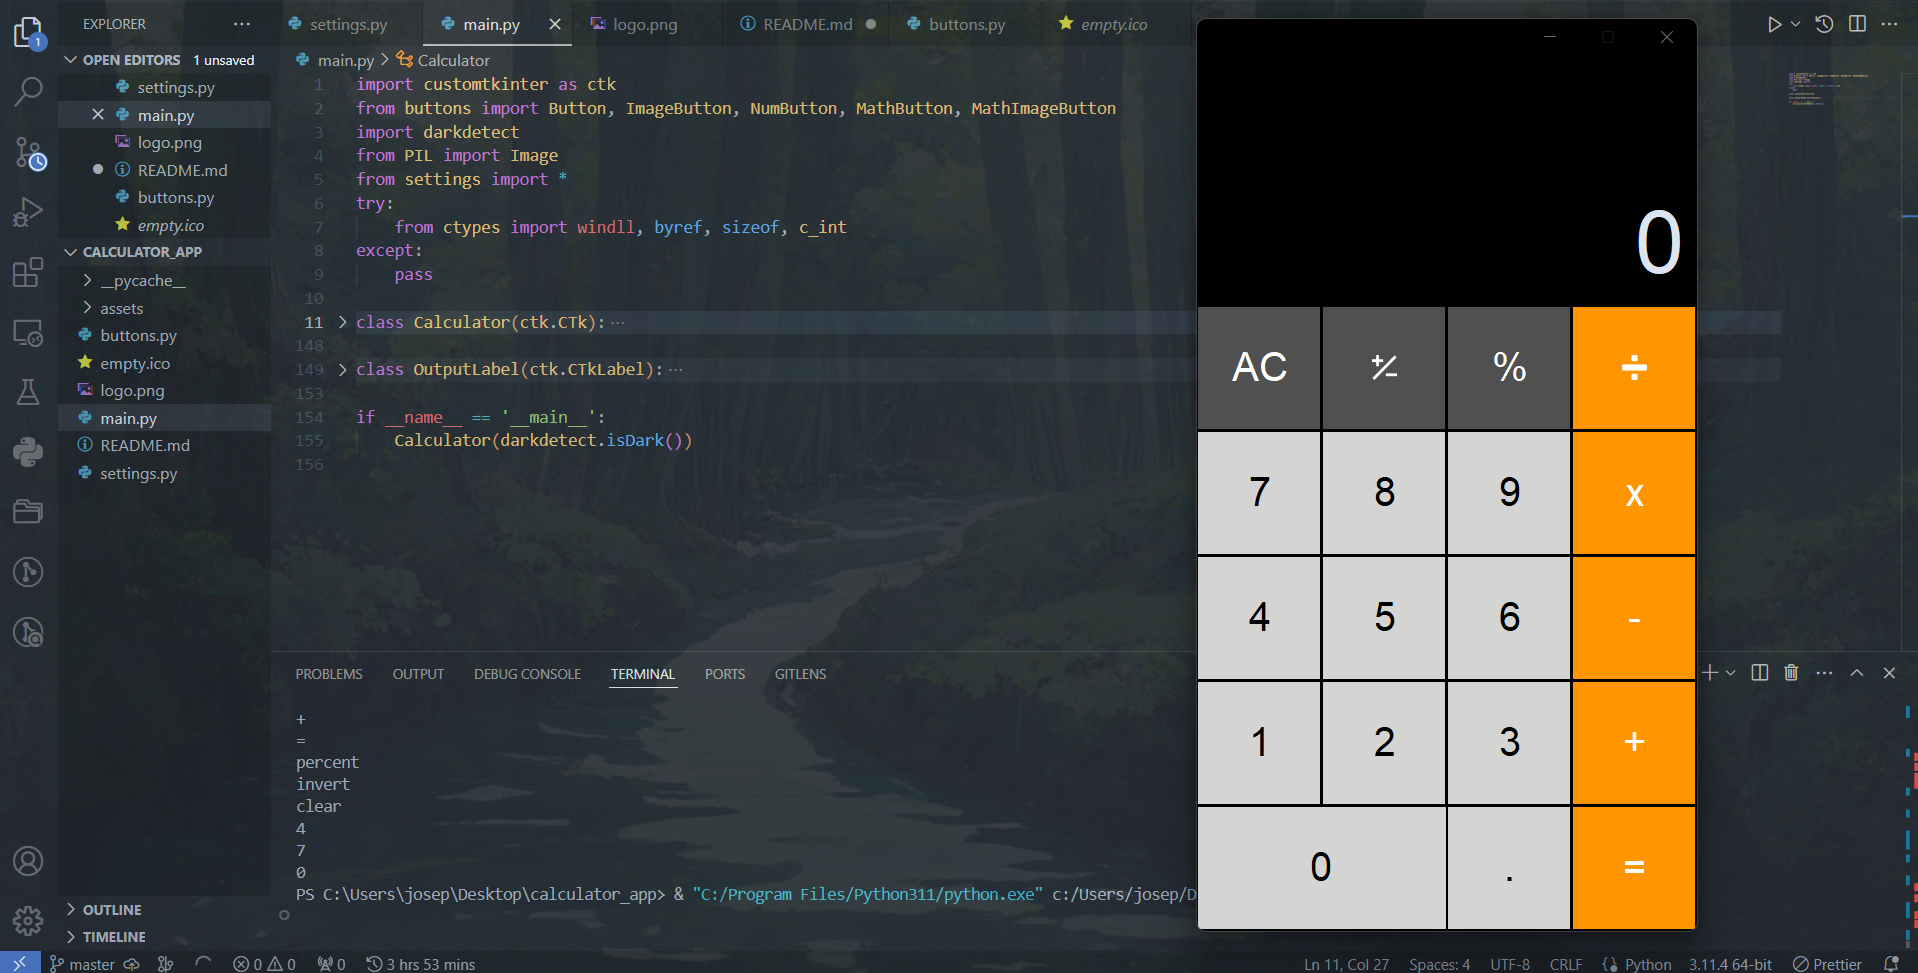 EXPLORER
OPEN EDITORS 1 unsaved
settings.py
main.py
logo.png
README.md
buttons.py
empty.ico
CALCULATOR_APP
__pycache__
assets
buttons.py
empty.ico
logo.png
main.py
README.md
settings.py
OUTLINE
TIMELINE
settings.py main.py logo.png README.md buttons.py empty.ico
main.py > Calculator
1 import customtkinter as ctk
2 from buttons import Button, ImageButton, NumButton, MathButton, MathImageButton
3 import darkdetect
4 from PIL import Image
5 from settings import *
6 try:
7 from ctypes import windll, byref, sizeof, c_int
8 except:
9 pass
10
11 class Calculator(ctk.CTk): ···
148
149 class OutputLabel(ctk.CTkLabel): ···
153
154 if __name__ == '__main__':
155 Calculator(darkdetect.isDark())
156
PROBLEMS OUTPUT DEBUG CONSOLE TERMINAL PORTS GITLENS
+
=
percent
invert
clear
4
7
0
PS C:\Users\josep\Desktop\calculator_app> & "C:/Program Files/Python311/python.exe" c:/Users/josep/D
0
AC +/- % ÷
7 8 9 x
4 5 6 -
1 2 3 +
0 . =
1
master 0 0 0 3 hrs 53 mins Ln 11, Col 27 Spaces: 4 UTF-8 CRLF Python 3.11.4 64-bit Prettier